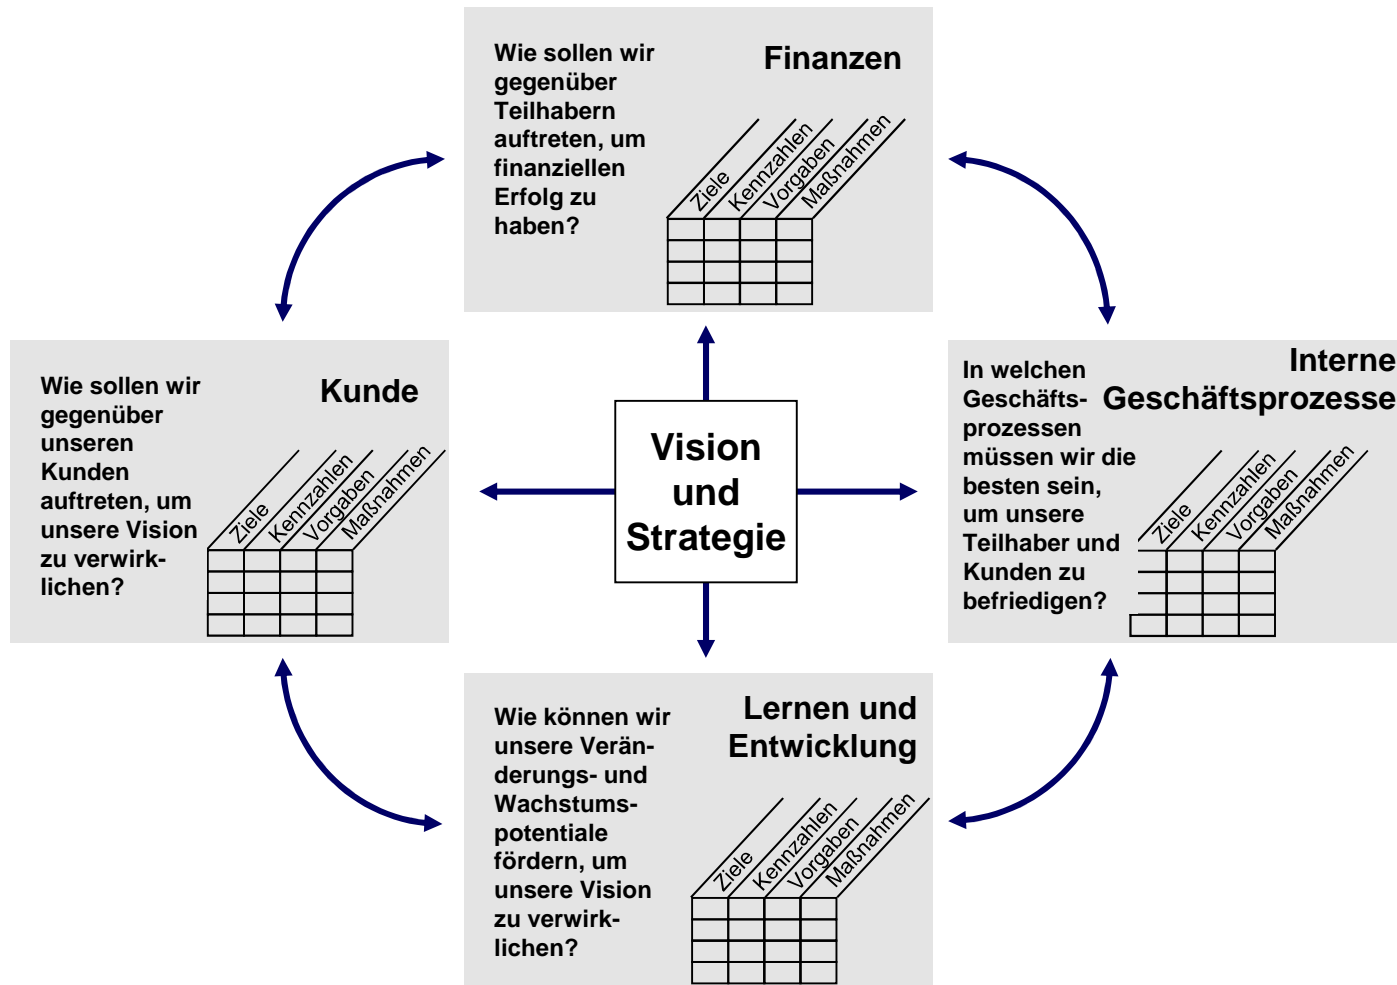 Wie sollen wir
gegenüber
Teilhabern
auftreten, um
finanziellen
Erfolg zu
haben?
Finanzen
Ziele
Kennzahlen
Vorgaben
Maßnahmen
Wie sollen wir
gegenüber
unseren
Kunden
auftreten, um
unsere Vision
zu verwirk-
lichen?
Kunde
Ziele
Kennzahlen
Vorgaben
Maßnahmen
Vision
und
Strategie
In welchen
Geschäfts-
prozessen
müssen wir die
besten sein,
um unsere
Teilhaber und
Kunden zu
befriedigen?
Interne
Geschäftsprozesse
Ziele
Kennzahlen
Vorgaben
Maßnahmen
Wie können wir
unsere Verän-
derungs- und
Wachstums-
potentiale
fördern, um
unsere Vision
zu verwirk-
lichen?
Lernen und
Entwicklung
Ziele
Kennzahlen
Vorgaben
Maßnahmen